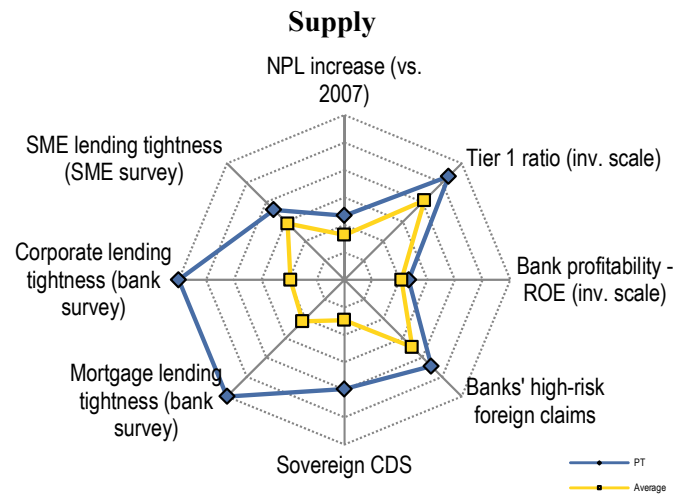 Supply
NPL increase (vs.
2007)
SME lending tightness
(SME survey)
Tier 1 ratio (inv. scale)
Corporate lending
tightness (bank
survey)
Bank profitability -
ROE (inv. scale)
Mortgage lending
tightness (bank
survey)
Banks' high-risk
foreign claims
Sovereign CDS
PT
Average